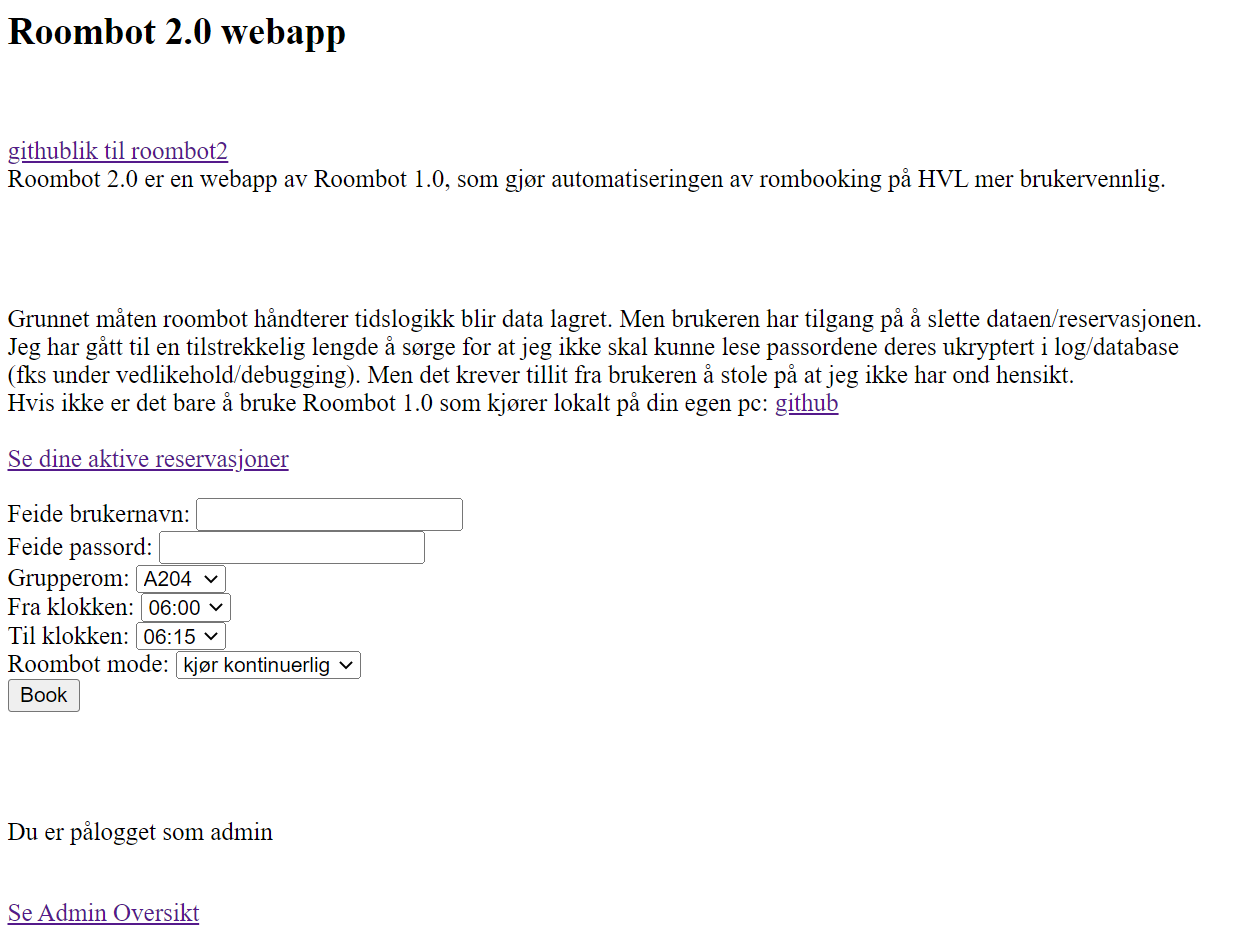 Roombot 2.0 webapp
githublik til roombot2
Roombot 2.0 er en webapp av Roombot 1.0, som gjør automatiseringen av rombooking på HVL mer brukervennlig.
Grunnet måten roombot håndterer tidslogikk blir data lagret. Men brukeren har tilgang på å slette dataen/reservasjonen.
Jeg har gått til en tilstrekkelig lengde å sørge for at jeg ikke skal kunne lese passordene deres ukryptert i log/database
(fks under vedlikehold/debugging). Men det krever tillit fra brukeren å stole på at jeg ikke har ond hensikt.
Hvis ikke er det bare å bruke Roombot 1.0 som kjører lokalt på din egen pc: github
Se dine aktive reservasjoner
Feide brukernavn:
Feide passord:
Grupperom: A204
Fra klokken: 06:00
Til klokken: 06:15
Roombot mode: kjør kontinuerlig
Book
Du er pålogget som admin
Se Admin Oversikt